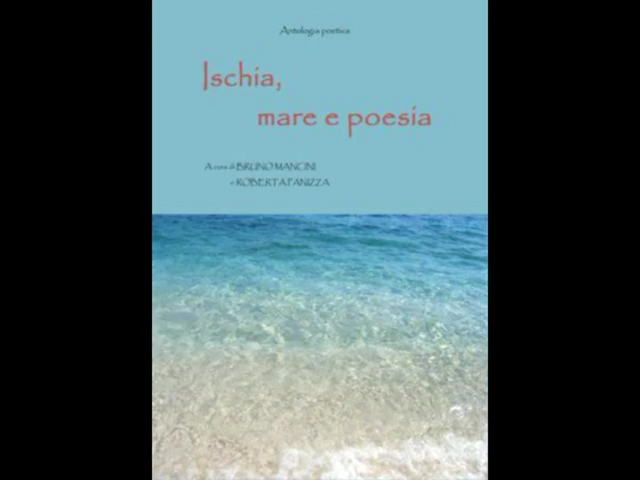 Antologia poetica
Ischia,
mare e poesia
A cura di BRUNO MANCINI
e ROBERTA PANIZZA